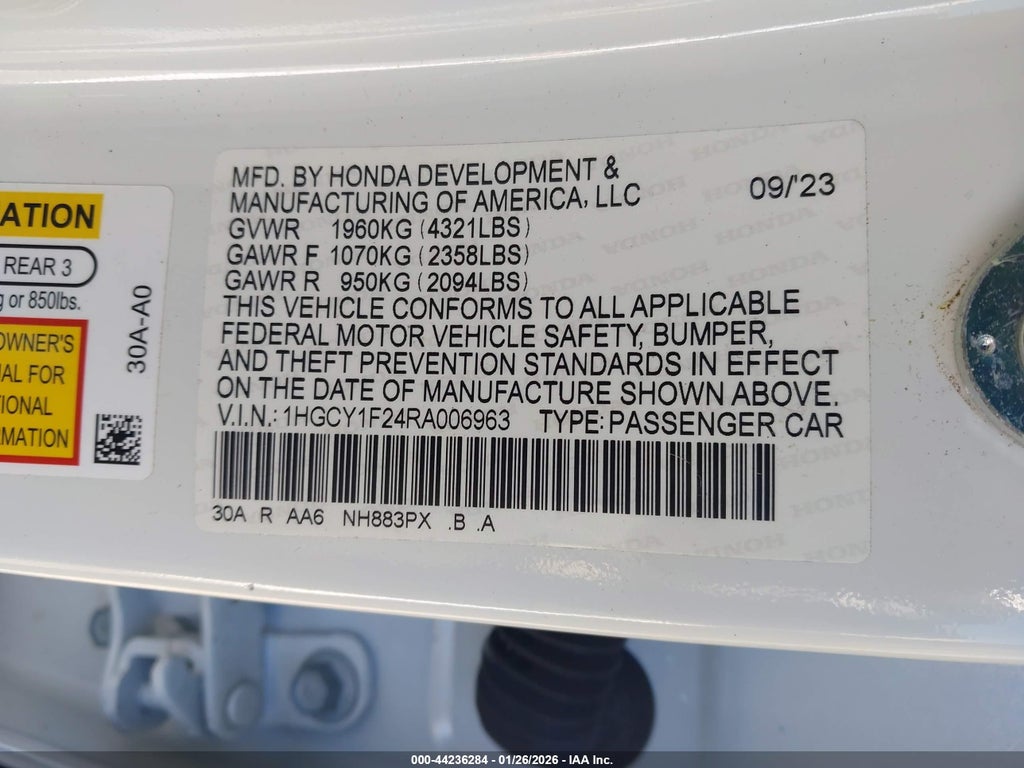 ATION
REAR 3
g or 850lbs.
OWNER'S
AL FOR
TIONAL
RMATION
30A-A0
MFD. BY HONDA DEVELOPMENT &
MANUFACTURING OF AMERICA, LLC
09/'23
GVWR 1960KG (4321LBS)
GAWR F 1070KG (2358LBS)
GAWR R 950KG (2094LBS)
THIS VEHICLE CONFORMS TO ALL APPLICABLE
FEDERAL MOTOR VEHICLE SAFETY, BUMPER,
AND THEFT PREVENTION STANDARDS IN EFFECT
ON THE DATE OF MANUFACTURE SHOWN ABOVE.
V.I.N.: 1HGCY1F24RA006963 TYPE: PASSENGER CAR
30A R AA6 NH883PX .B .A
000-44236284 - 01/26/2026 - IAA Inc.